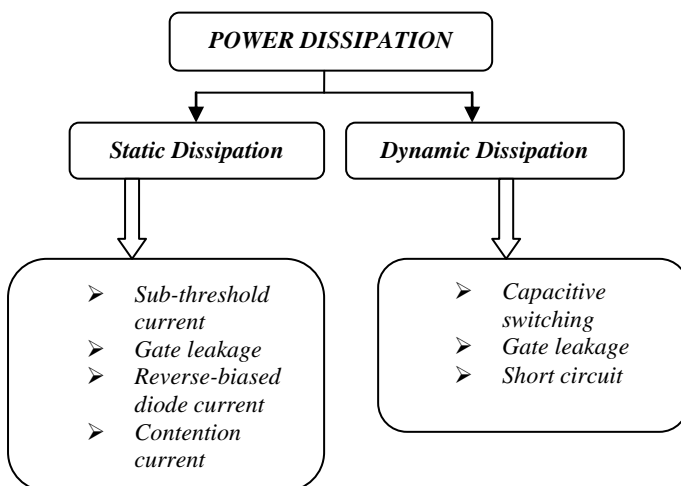 POWER DISSIPATION
Static Dissipation
Dynamic Dissipation
➢ Sub-threshold
current
➢ Gate leakage
➢ Reverse-biased
diode current
➢ Contention
current
➢ Capacitive
switching
➢ Gate leakage
➢ Short circuit